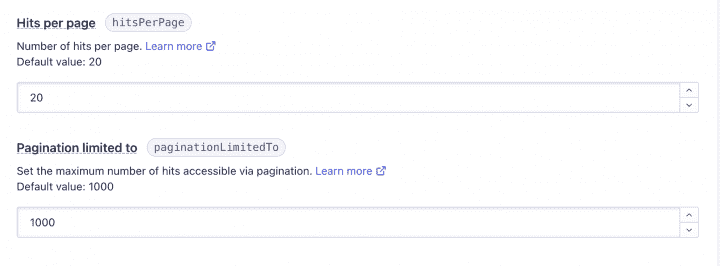 Hits per page hitsPerPage
Number of hits per page. Learn more
Default value: 20
20
Pagination limited to paginationLimitedTo
Set the maximum number of hits accessible via pagination. Learn more
Default value: 1000
1000